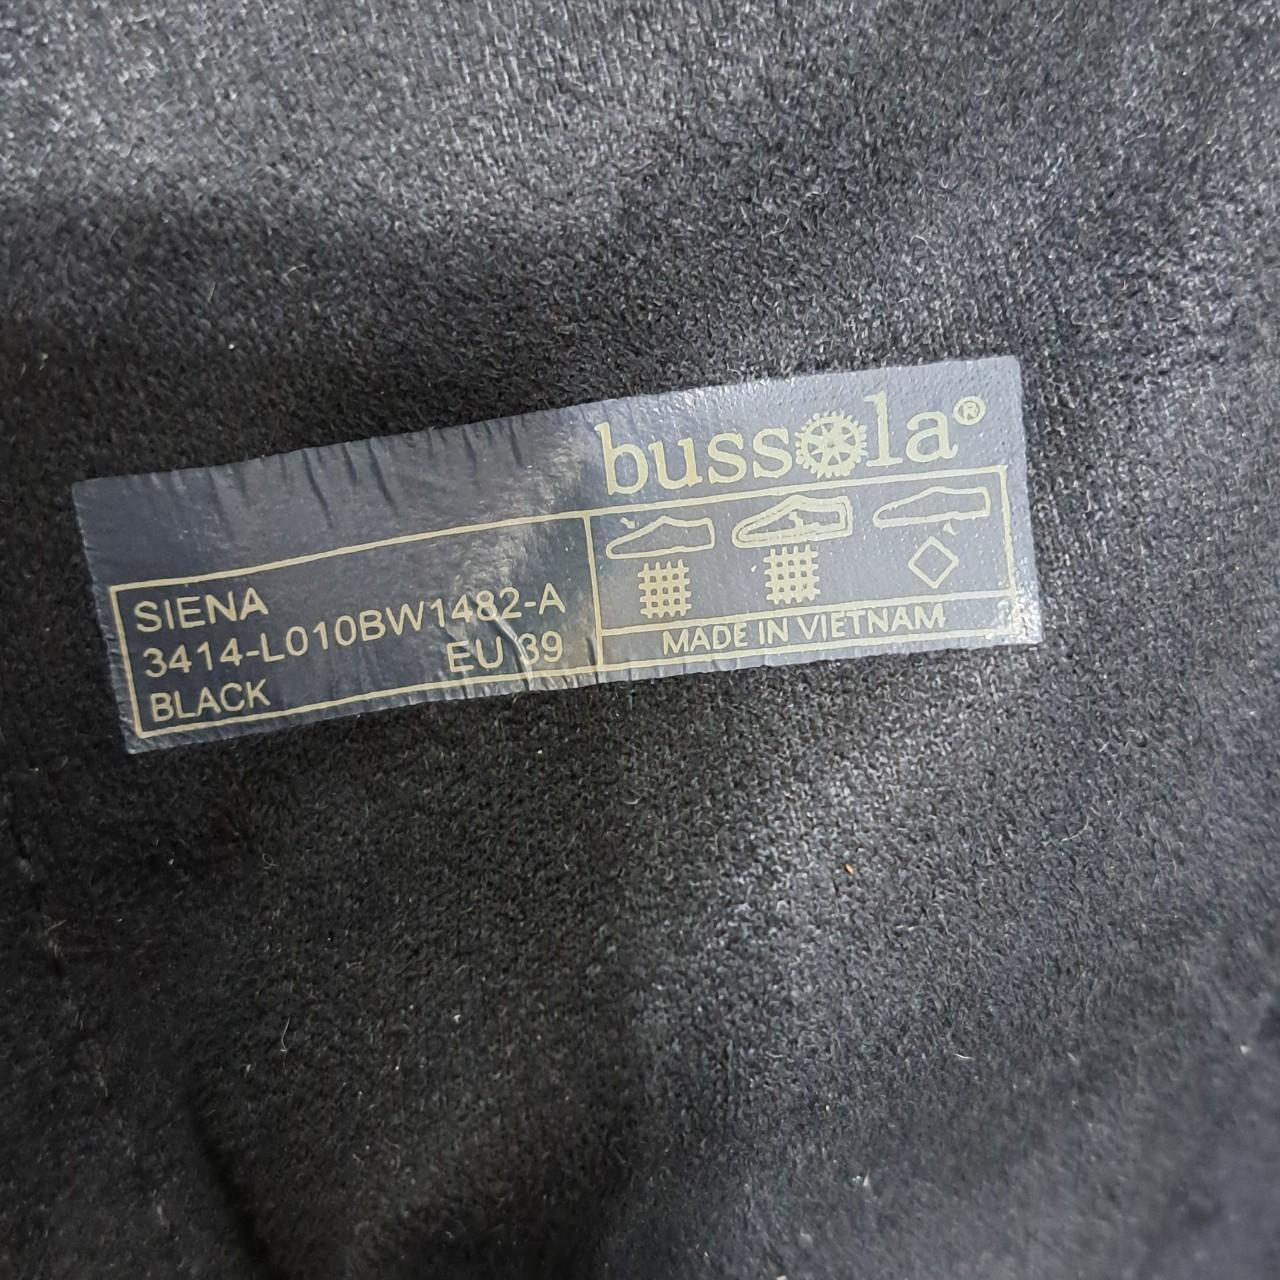 bussola®
SIENA
3414-L010BW1482-A
EU 39
BLACK
MADE IN VIETNAM